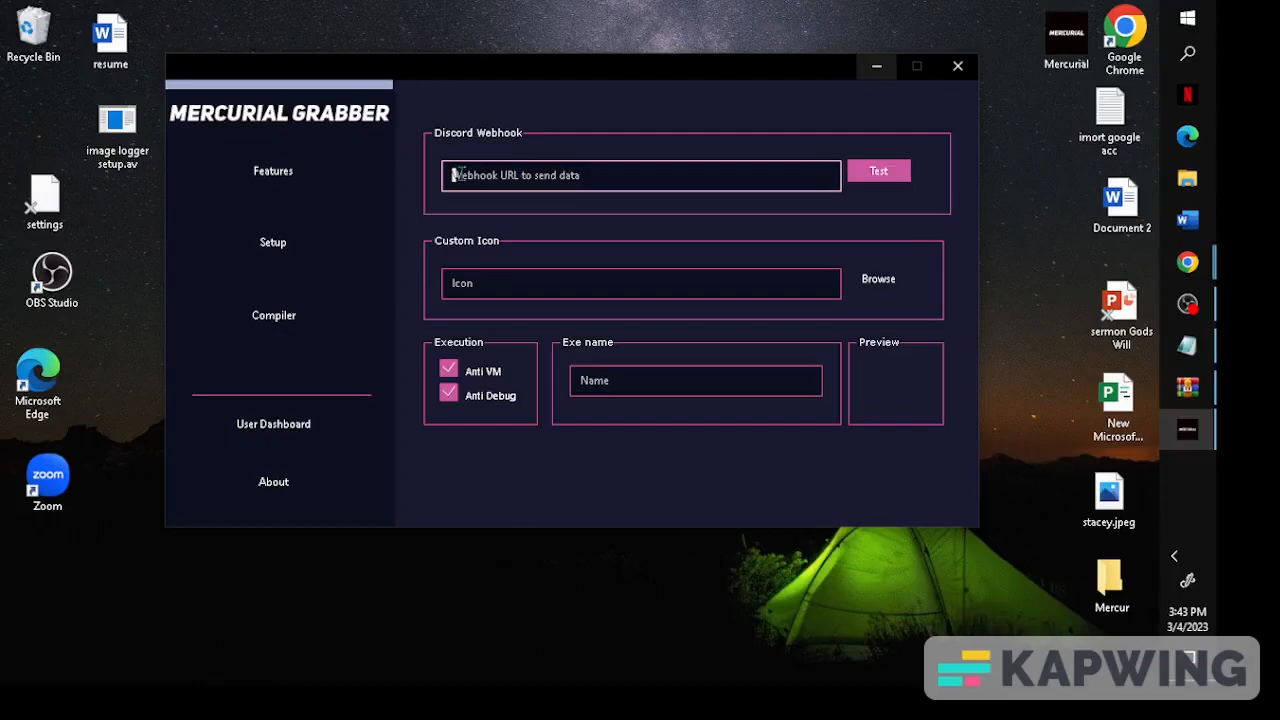 Recycle Bin
resume
image logger
setup.av
settings
OBS Studio
Microsoft
Edge
zoom
Zoom
MERCURIAL GRABBER
Features
Setup
Compiler
User Dashboard
About
Discord Webhook
Webhook URL to send data
Test
Custom Icon
Icon
Browse
Execution
Anti VM
Anti Debug
Exe name
Name
Preview
MERCURIAL
Mercurial
Google
Chrome
imort google
acc
Document 2
sermon Gods
Will
New
Microsof...
stacey.jpeg
Mercur
3:43 PM
3/4/2023
KAPWING